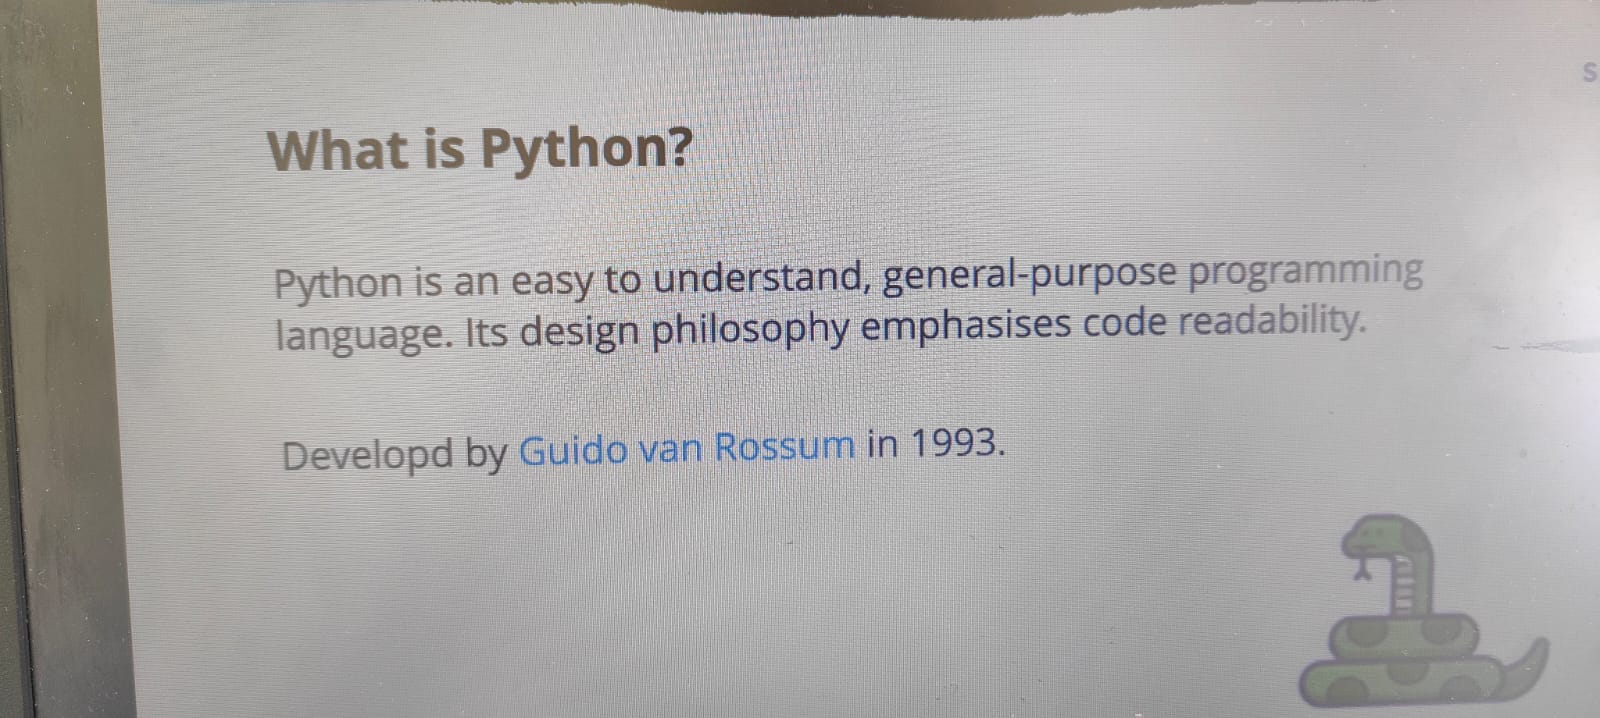 What is Python?
Python is an easy to understand, general-purpose programming
language. Its design philosophy emphasises code readability.
Developd by Guido van Rossum in 1993.